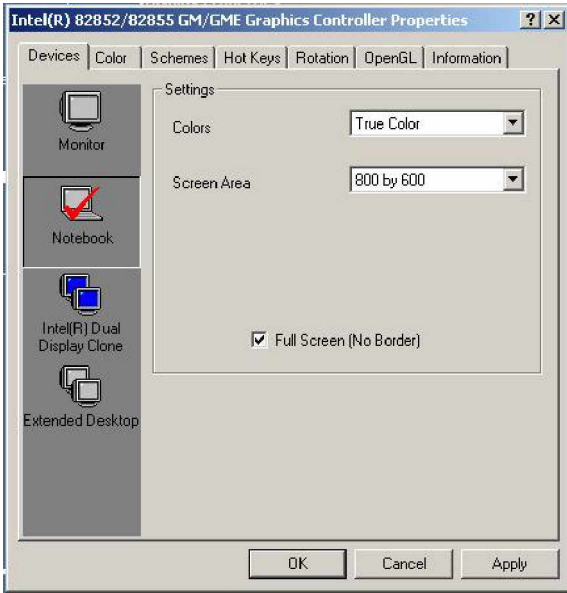 Intel(R) 82852/82855 GM/GME Graphics Controller Properties
Devices Color Schemes Hot Keys Rotation OpenGL Information
Settings
Colors True Color
Monitor
Screen Area 800 by 600
Notebook
Intel(R) Dual
Display Clone
Full Screen (No Border)
Extended Desktop
OK Cancel Apply